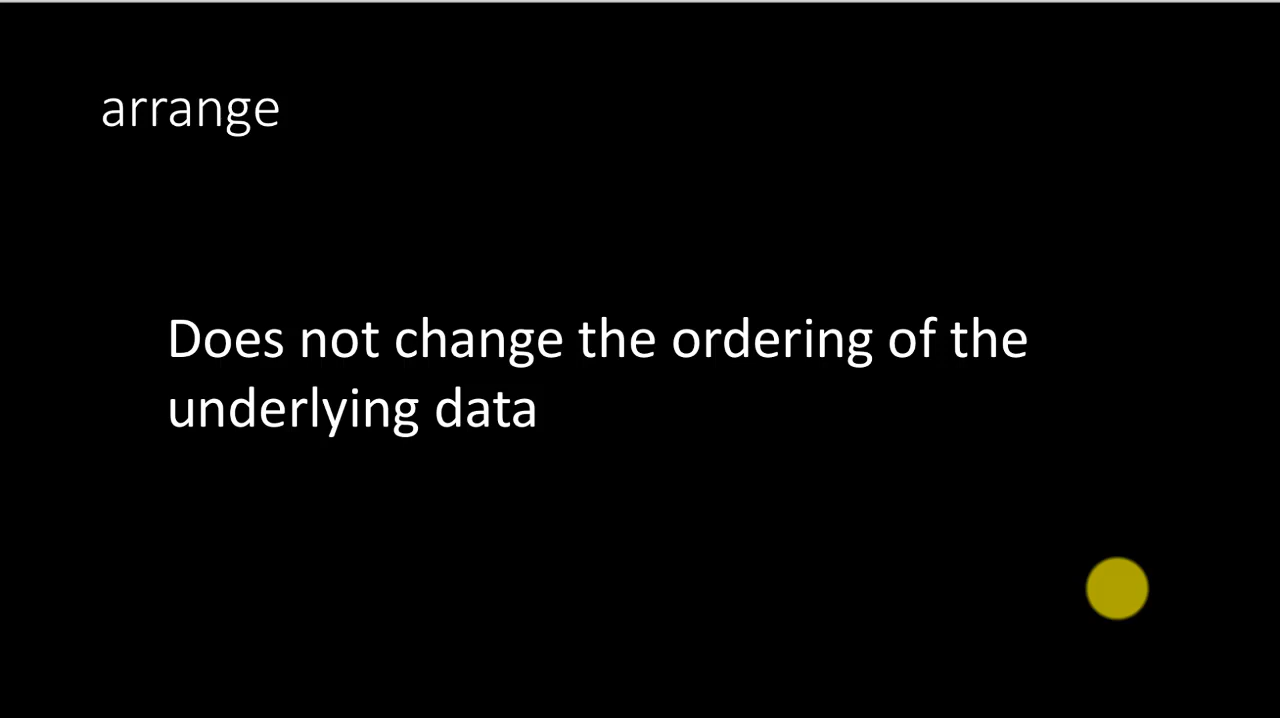 arrange
Does not change the ordering of the
underlying data